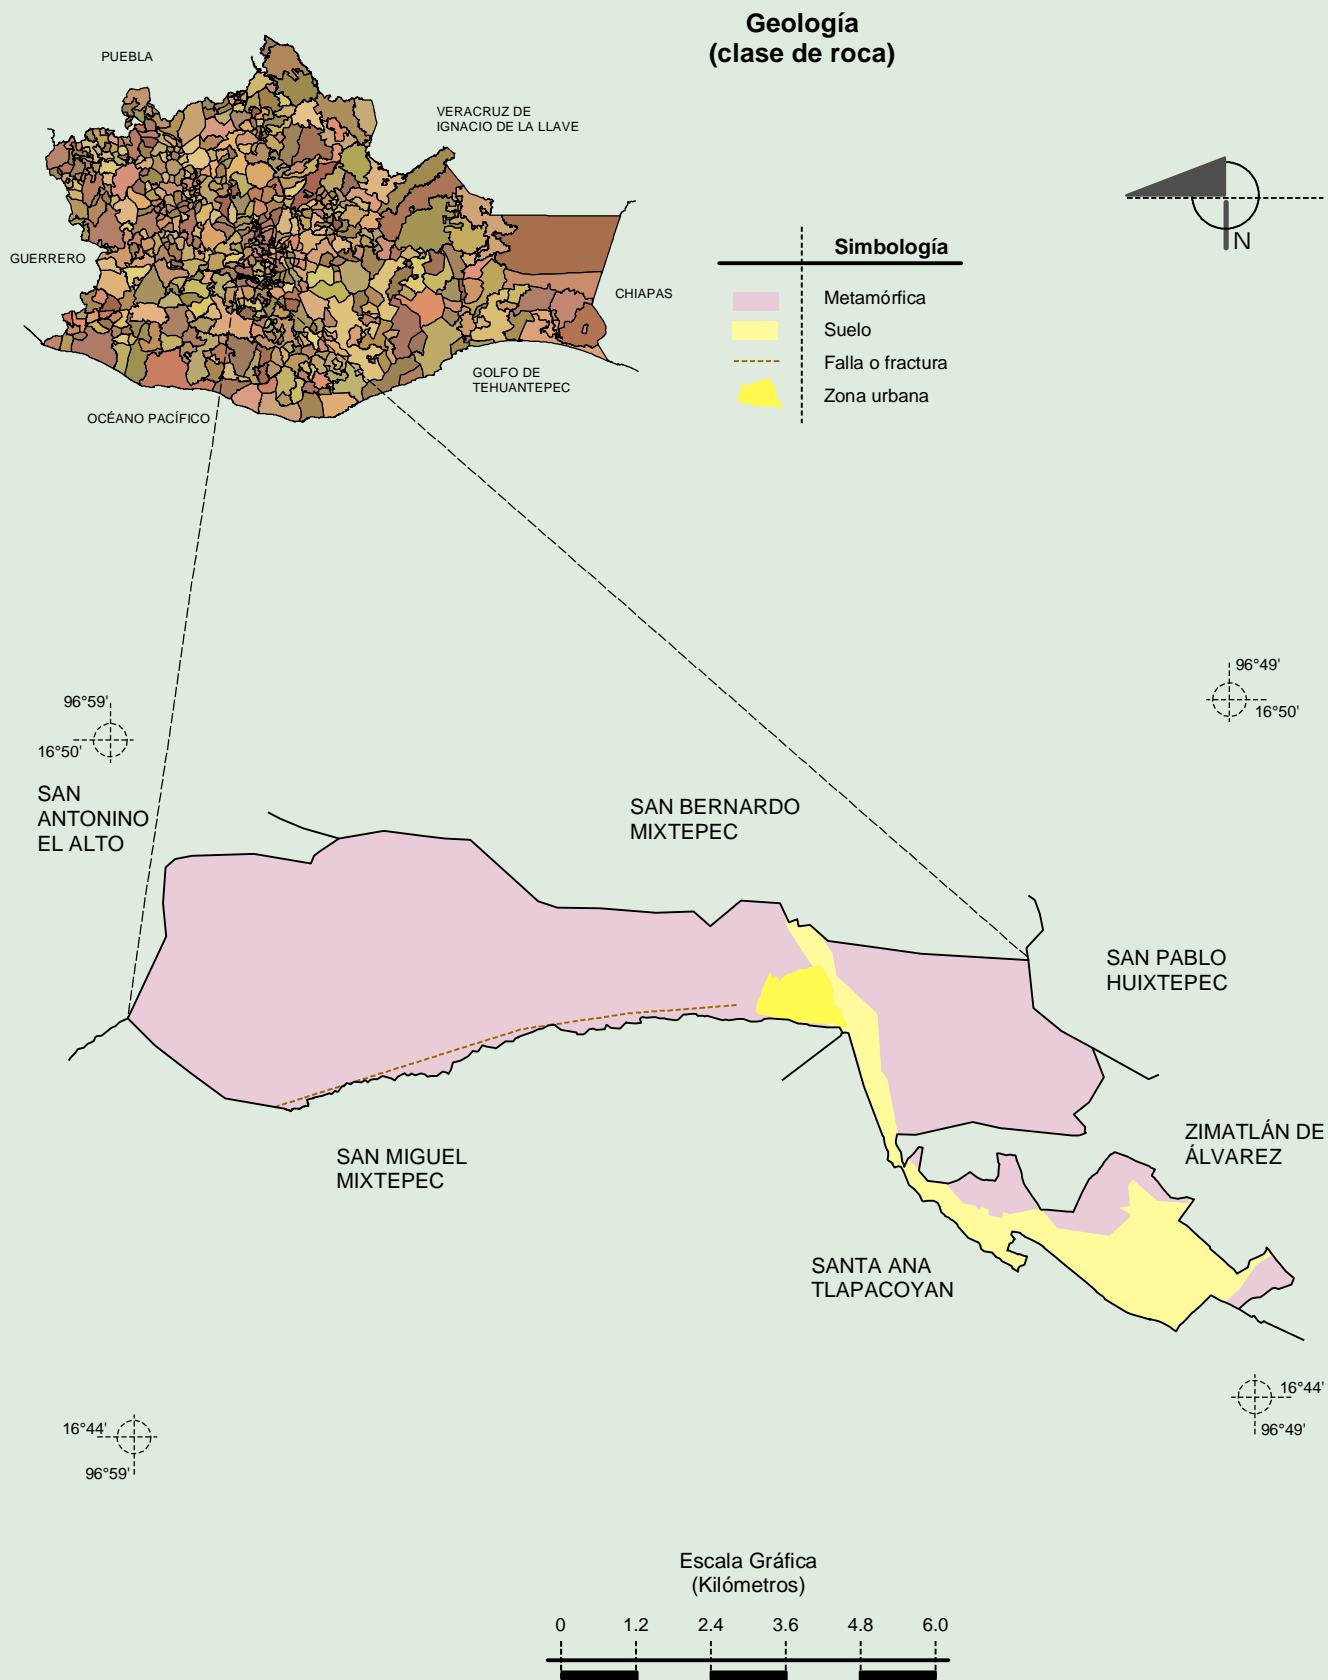 Geología
(clase de roca)
PUEBLA
VERACRUZ DE
IGNACIO DE LA LLAVE
GUERRERO
CHIAPAS
GOLFO DE
TEHUANTEPEC
OCÉANO PACÍFICO
N
Simbología
Metamórfica
Suelo
Falla o fractura
Zona urbana
96°59'
16°50'
96°49'
16°50'
SAN
ANTONINO
EL ALTO
SAN BERNARDO
MIXTEPEC
SAN PABLO
HUIXTEPEC
ZIMATLÁN DE
ÁLVAREZ
SAN MIGUEL
MIXTEPEC
SANTA ANA
TLAPACOYAN
16°44'
96°59'
16°44'
96°49'
Escala Gráfica
(Kilómetros)
0 1.2 2.4 3.6 4.8 6.0